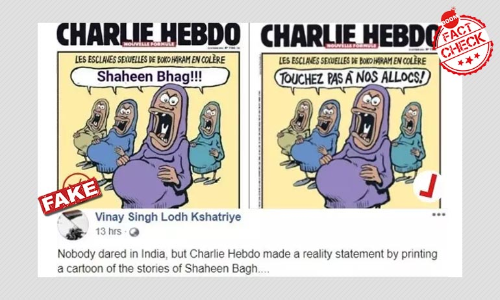 CHARLIE HEBDO
NOUVELLE FORMULE
LES ESCLAVES SEXUELLES DE BOKO HARAM EN COLÈRE
Shaheen Bhag!!!
CHARLIE HEBDO
NOUVELLE FORMULE
LES ESCLAVES SEXUELLES DE BOKO HARAM EN COLÈRE
TOUCHEZ PAS À NOS ALLOCS!
BOOM
FACT
CHECK
FAKE
Vinay Singh Lodh Kshatriye
13 hrs
Nobody dared in India, but Charlie Hebdo made a reality statement by printing
a cartoon of the stories of Shaheen Bagh....